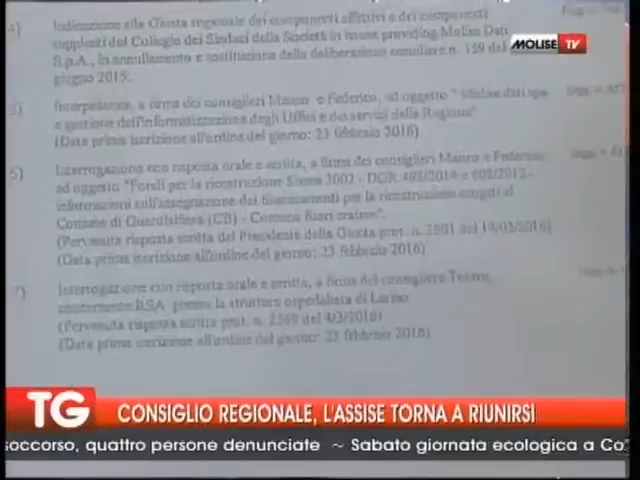 4) Indicazione alla Giunta regionale dei componenti effettivi e dei componenti
supplenti del Collegio dei Sindaci della Società in house providing Molise Dati
S.p.A., in annullamento e sostituzione della deliberazione consiliare n. 159 del
giugno 2015.
MOLISE TV
5) Interpellanza, a firma dei consiglieri Manzo e Federico, ad oggetto "Molise dati spa
e gestione dell'informatizzazione degli Uffici e dei servizi della Regione"
(Data prima iscrizione all'ordine del giorno: 23 febbraio 2016)
6) Interrogazione con risposta orale e scritta, a firma dei consiglieri Manzo e Federico,
ad oggetto "Fondi per la ricostruzione Sisma 2002 - DGR
informazioni sull'assegnazione dei finanziamenti per la ricostruzione erogati al
Comune di Guardialfiera (CB) - Comune fuori cratere".
(Pervenuta risposta scritta del Presidente della Giunta prot. n. 2801 del 14/03/2016)
(Data prima iscrizione all'ordine del giorno: 23 febbraio 2016)
7) Interrogazione con risposta orale e scritta, a firma del consigliere Totaro,
concernente RSA presso la struttura ospedaliera di Larino
(Pervenuta risposta scritta prot. n. 2568 del 4/3/2016)
(Data prima iscrizione all'ordine del giorno: 23 febbraio 2016)
TG CONSIGLIO REGIONALE, L'ASSISE TORNA A RIUNIRSI
soccorso, quattro persone denunciate ~ Sabato giornata ecologica a Ca